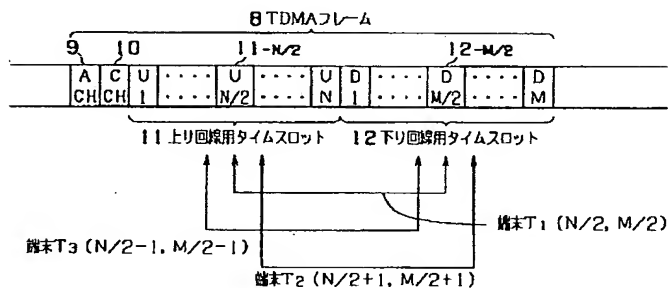 8 TDMAフレーム
9 10 11-N/2 12-M/2
A CH C CH U 1 ···· U N/2 ···· U N D 1 ···· D M/2 ···· D M
11 上り回線用タイムスロット 12 下り回線用タイムスロット
端末T1 (N/2, M/2)
端末T3 (N/2-1, M/2-1)
端末T2 (N/2+1, M/2+1)